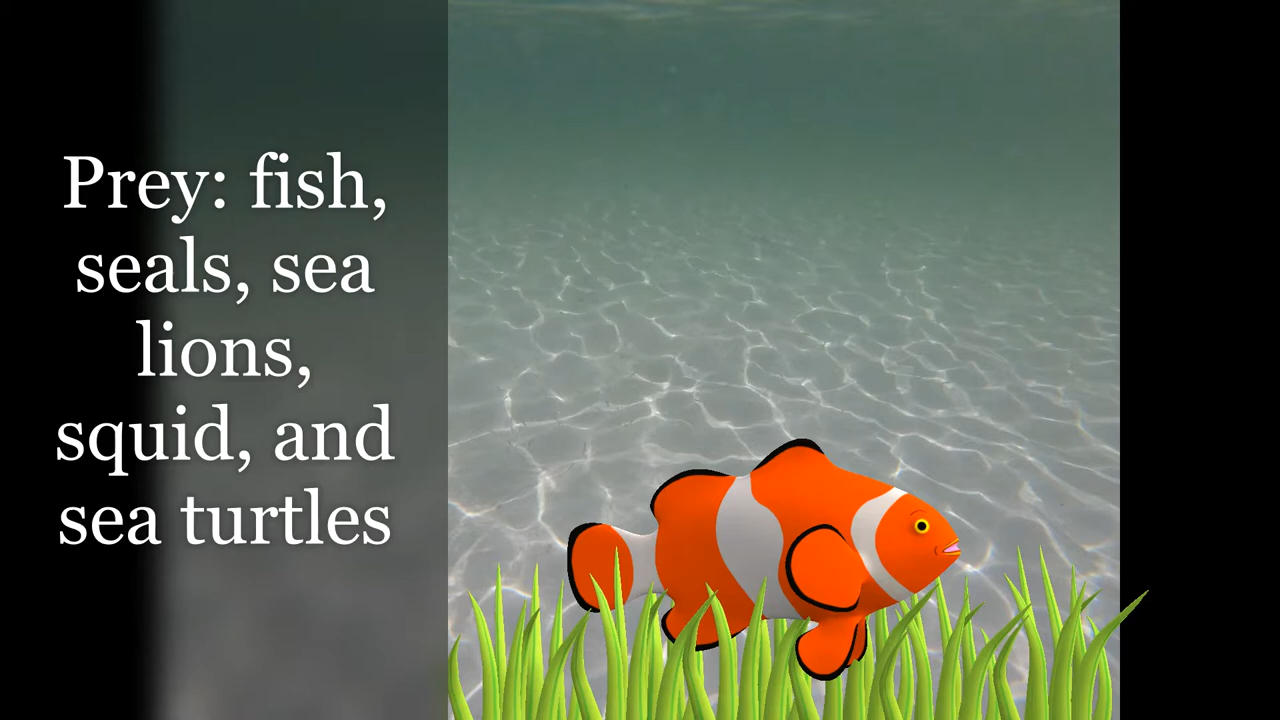 Prey: fish,
seals, sea
lions,
squid, and
sea turtles